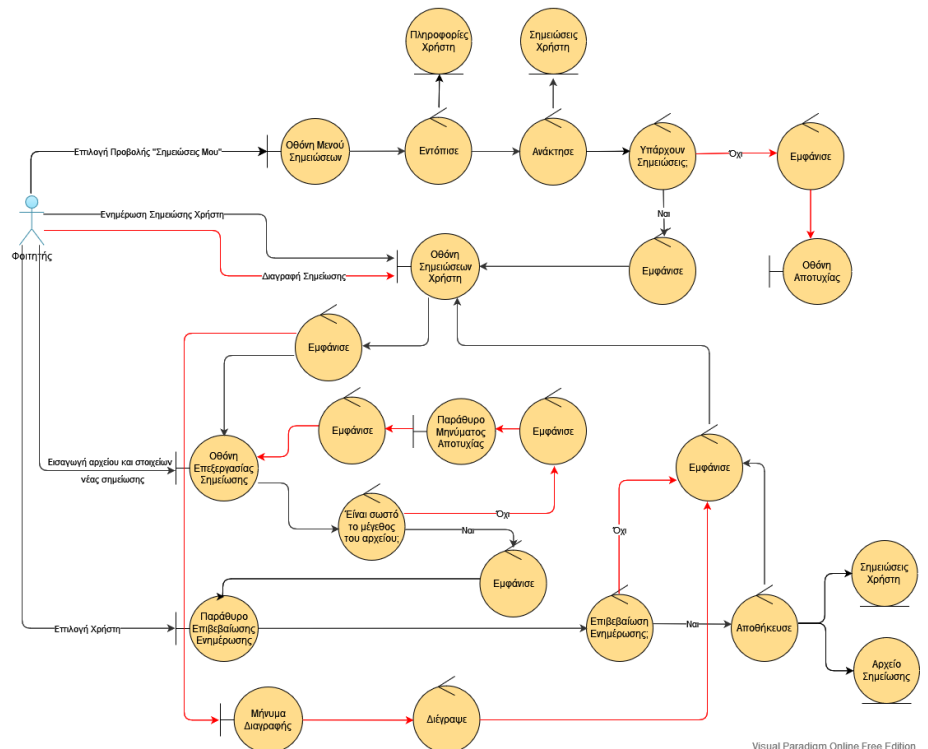 Πληροφορίες
Χρήστη
Σημειώσεις
Χρήστη
Επιλογή Προβολής "Σημειώσεις Μου"
Οθόνη Μενού
Σημειώσεων
Εντόπισε
Ανάκτησε
Υπάρχουν
Σημειώσεις;
Όχι
Εμφάνισε
Ναι
Φοιτητής
Ενημέρωση Σημειώσης Χρήστη
Διαγραφή Σημείωσης
Οθόνη
Σημειώσεων
Χρήστη
Εμφάνισε
Οθόνη
Αποτυχίας
Εμφάνισε
Εμφάνισε
Παράθυρο
Μηνύματος
Αποτυχίας
Εμφάνισε
Εισαγωγή αρχείου και στοιχείων
νέας σημείωσης
Οθόνη
Επεξεργασίας
Σημείωσης
Εμφάνισε
Έίναι σωστό
το μέγεθος
του αρχείου;
Όχι
Ναι
Όχι
Εμφάνισε
Σημειώσεις
Χρήστη
Επιλογή Χρήστη
Παράθυρο
Επιβεβαίωσης
Ενημέρωσης
Επιβεβαίωση
Ενημέρωσης;
Ναι
Αποθήκευσε
Αρχείο
Σημείωσης
Μήνυμα
Διαγραφής
Διέγραψε
Visual Paradigm Online Free Edition